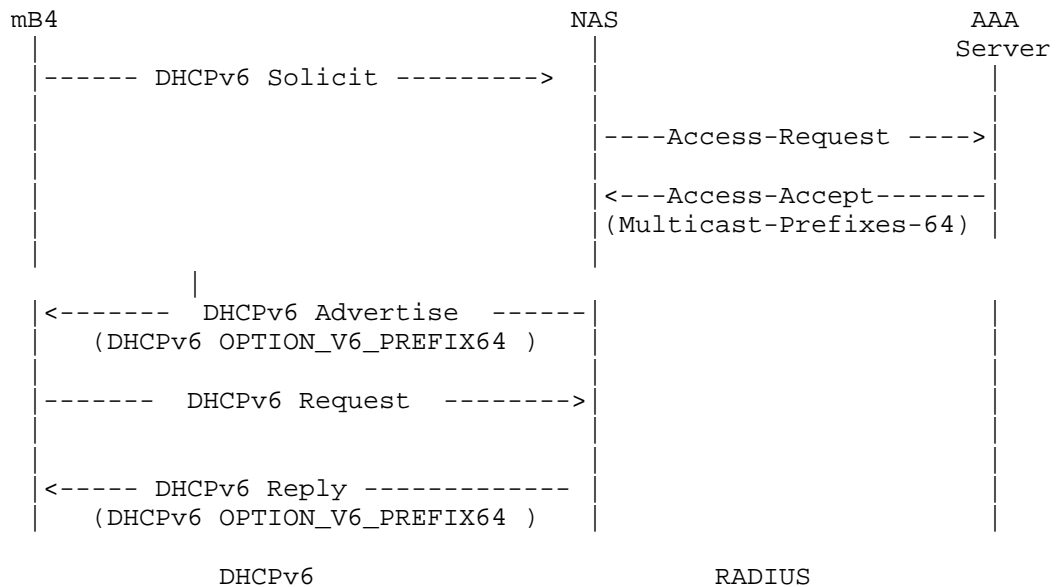 mB4 NAS AAA
| | Server
|------ DHCPv6 Solicit ---------> | |
| | |
| |----Access-Request ---->|
| | |
| |<---Access-Accept-------|
| |(Multicast-Prefixes-64) |
| |
|
|<------- DHCPv6 Advertise ------| |
| (DHCPv6 OPTION_V6_PREFIX64 ) | |
| | |
|------- DHCPv6 Request -------->| |
| | |
| | |
|<----- DHCPv6 Reply ------------- | |
| (DHCPv6 OPTION_V6_PREFIX64 ) | |
DHCPv6 RADIUS